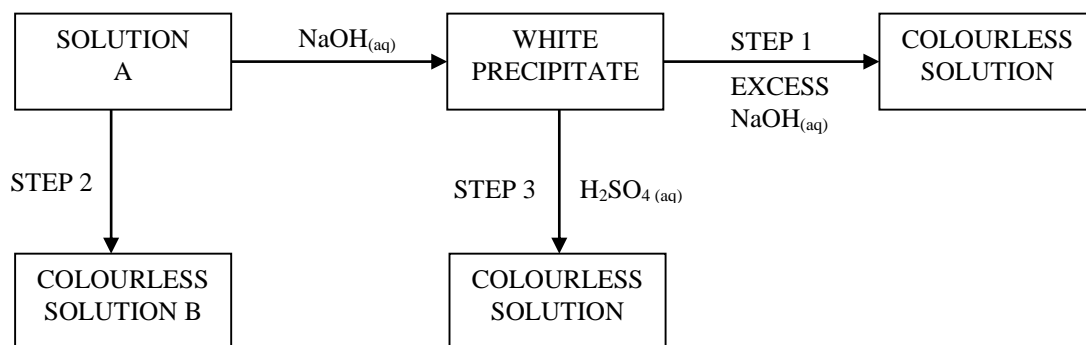 SOLUTION
A
NaOH(aq)
WHITE
PRECIPITATE
STEP 1
EXCESS
NaOH(aq)
COLOURLESS
SOLUTION
STEP 2
STEP 3
H₂SO₄ (aq)
COLOURLESS
SOLUTION B
COLOURLESS
SOLUTION